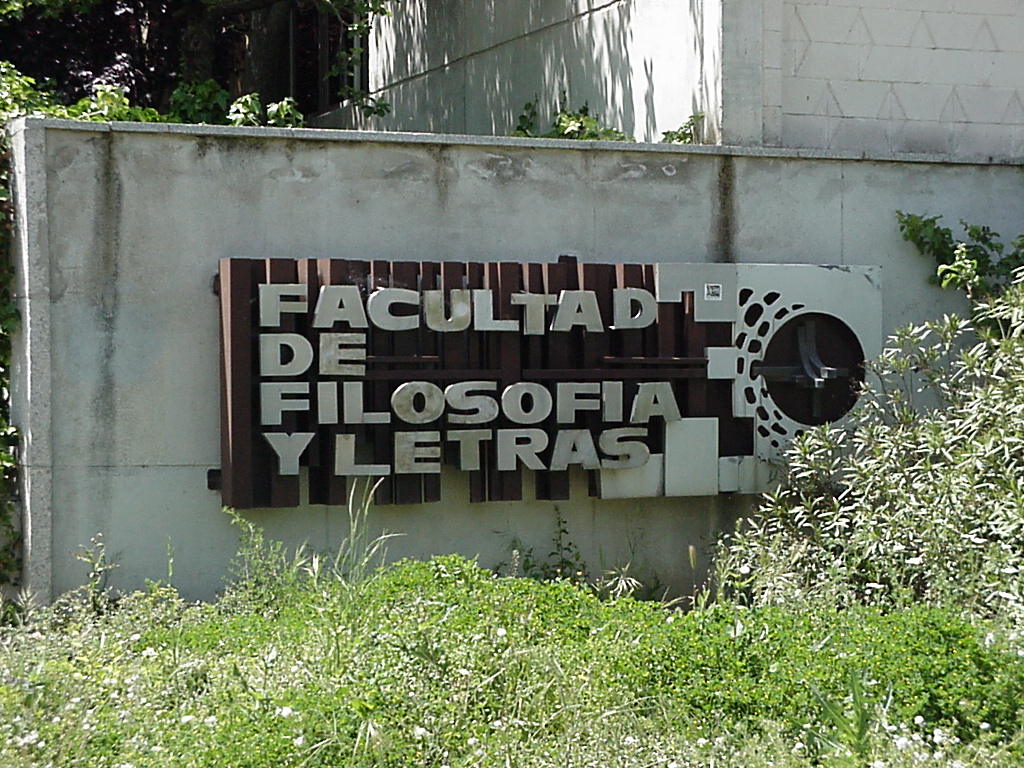 FACULTAD
DE
FILOSOFIA
Y LETRAS